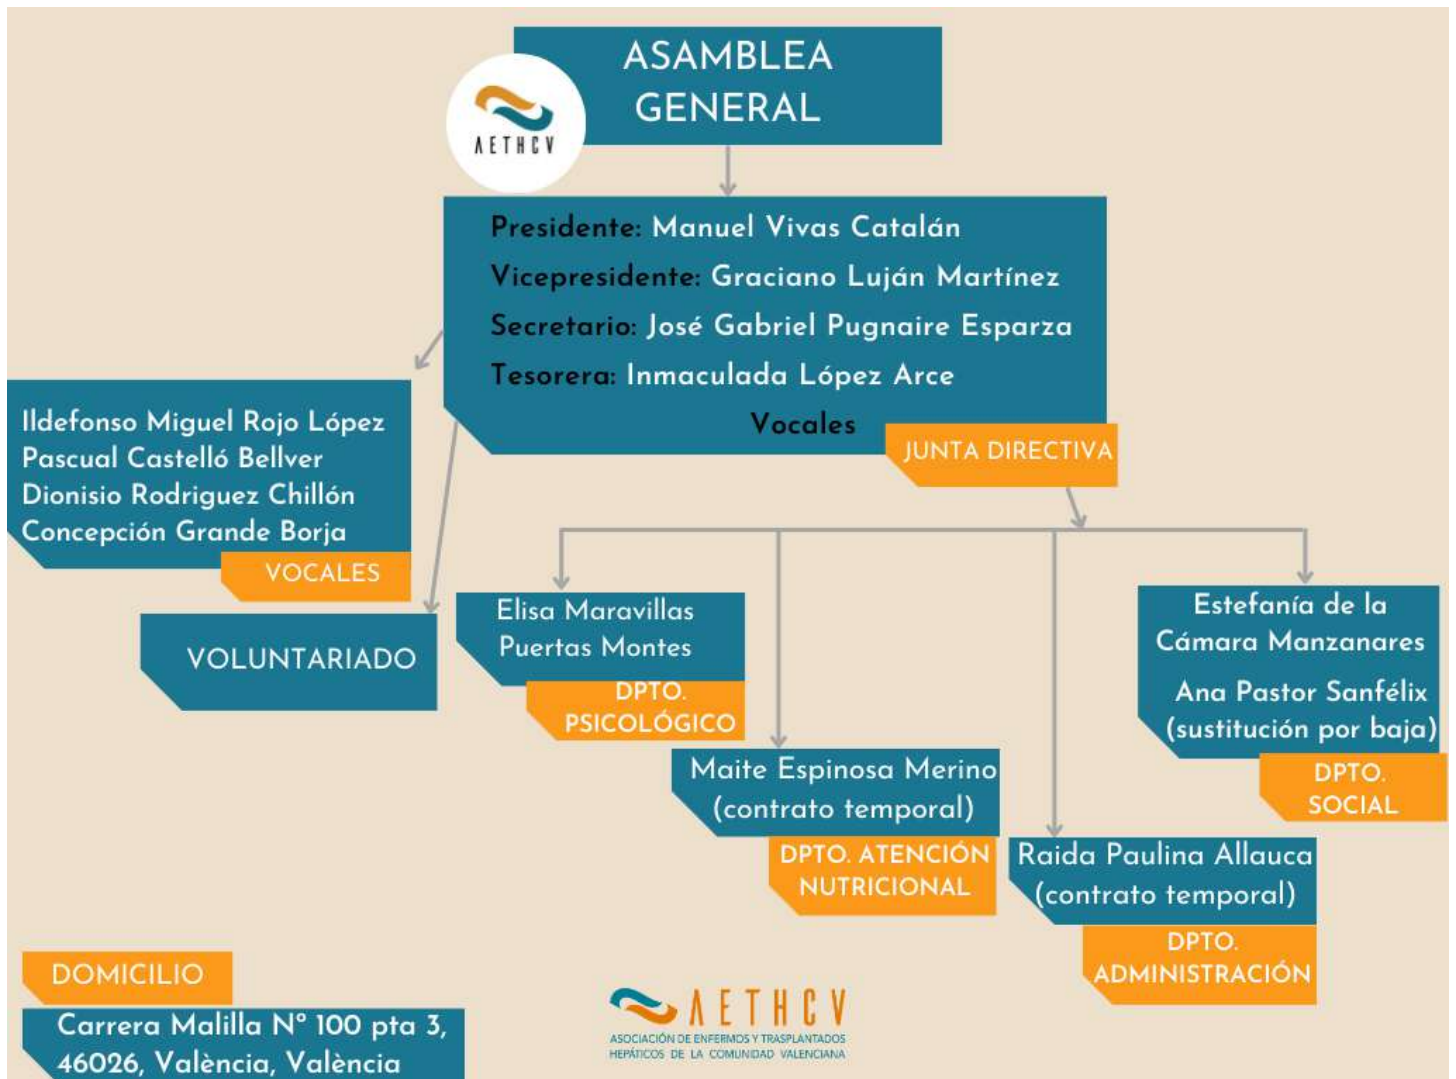 ASAMBLEA
GENERAL
AETHCV
Presidente: Manuel Vivas Catalán
Vicepresidente: Graciano Luján Martínez
Secretario: José Gabriel Pugnaire Esparza
Tesorera: Inmaculada López Arce
Vocales
JUNTA DIRECTIVA
Ildefonso Miguel Rojo López
Pascual Castelló Bellver
Dionisio Rodriguez Chillón
Concepción Grande Borja
VOCALES
VOLUNTARIADO
Elisa Maravillas
Puertas Montes
DPTO.
PSICOLÓGICO
Maite Espinosa Merino
(contrato temporal)
DPTO. ATENCIÓN
NUTRICIONAL
Raida Paulina Allauca
(contrato temporal)
DPTO.
ADMINISTRACIÓN
Estefanía de la
Cámara Manzanares
Ana Pastor Sanfélix
(sustitución por baja)
DPTO.
SOCIAL
DOMICILIO
Carrera Malilla Nº 100 pta 3,
46026, València, València
AETHCV
ASOCIACIÓN DE ENFERMOS Y TRASPLANTADOS
HEPÁTICOS DE LA COMUNIDAD VALENCIANA